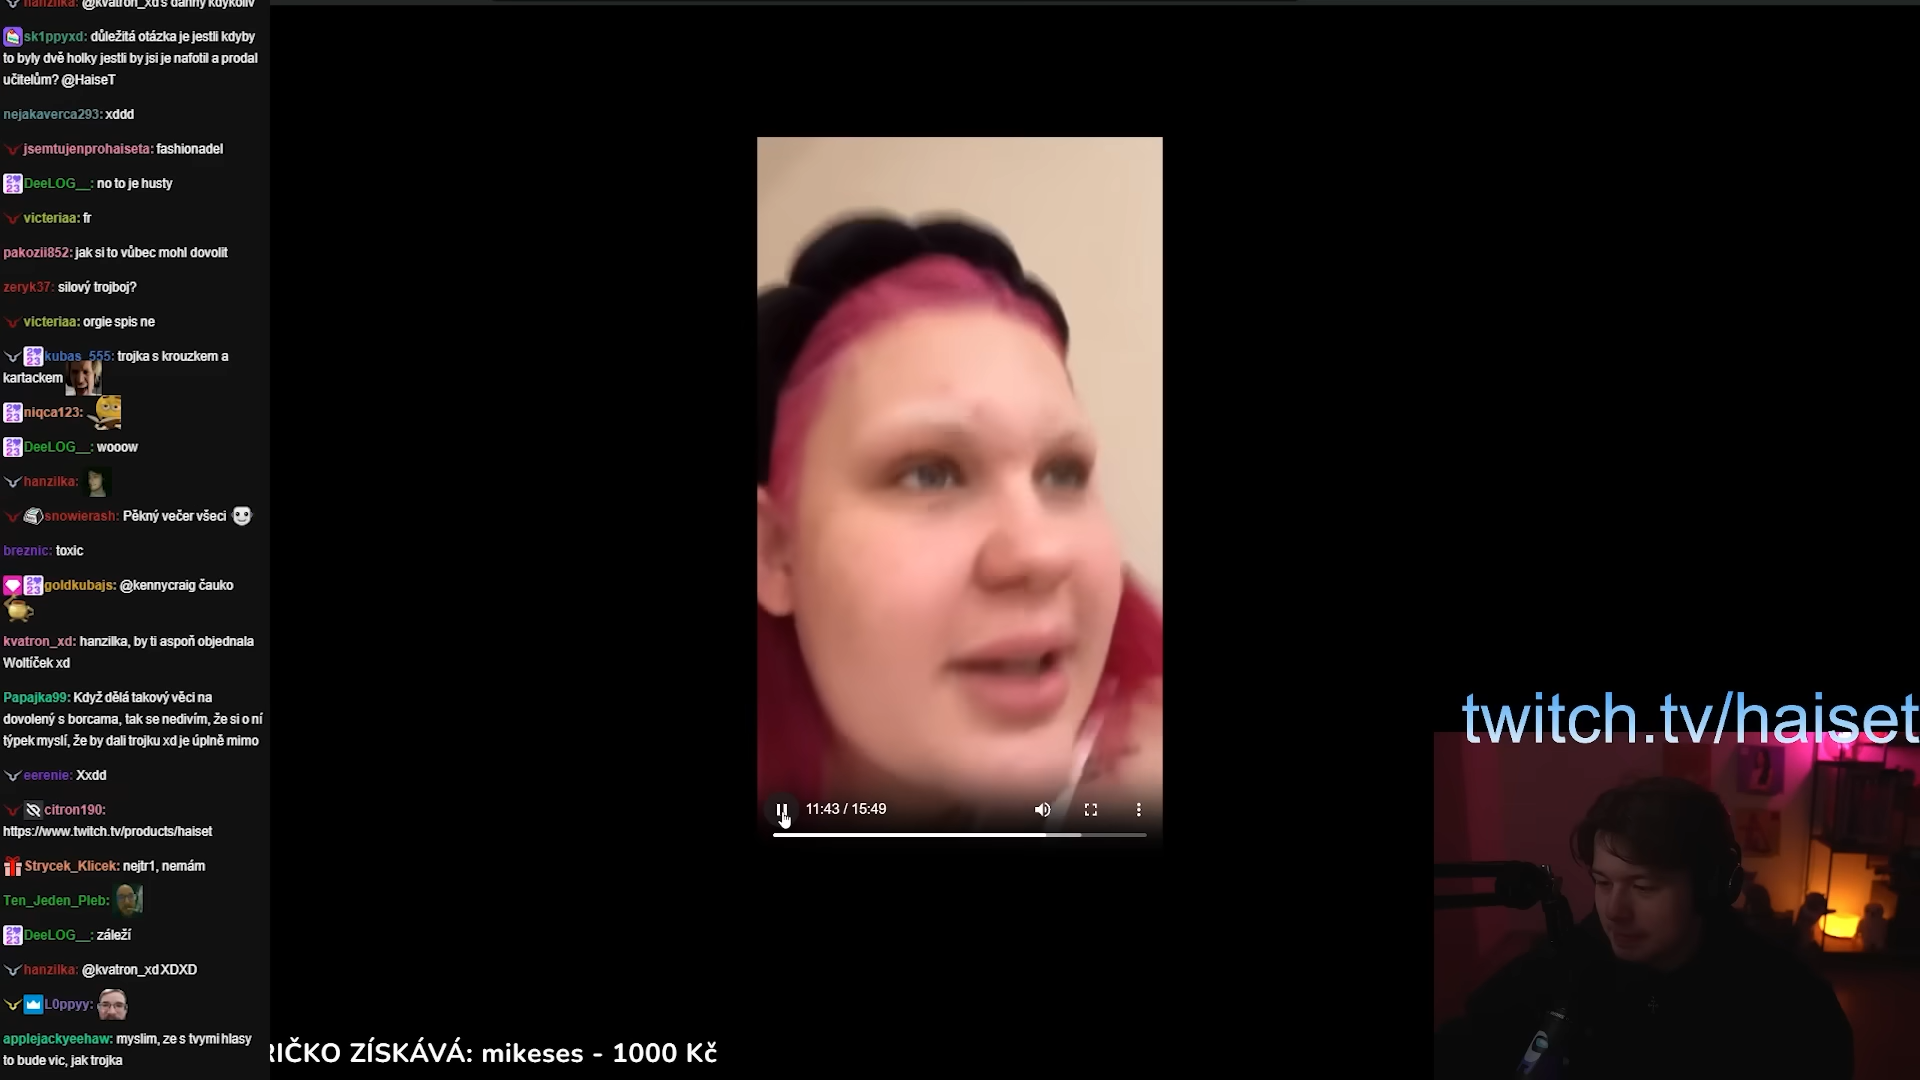 hanzilka: @kvatron_xd s danny kdykoliv
sk1ppyxd: důležitá otázka je jestli kdyby
to byly dvě holky jestli by jsi je nafotil a prodal
učitelům? @HaiseT
nejakaverca293: xddd
jsemtujenprohaiseta: fashionadel
DeeLOG__: no to je husty
victeriaa: fr
pakozii852: jak si to vůbec mohl dovolit
zeryk37: silový trojboj?
victeriaa: orgie spis ne
kubas_555: trojka s krouzkem a
kartackem
niqca123:
DeeLOG__: wooow
hanzilka:
snowierash: Pěkný večer všeci
breznic: toxic
goldkubajs: @kennycraig čauko
kvatron_xd: hanzilka, by ti aspoň objednala
Woltíček xd
Papajka99: Když dělá takový věci na
dovolený s borcama, tak se nedivím, že si o ní
týpek myslí, že by dali trojku xd je úplně mimo
eerenie: Xxdd
citron190:
https://www.twitch.tv/products/haiset
Strycek_Klicek: nejtr1, nemám
Ten_Jeden_Pleb:
DeeLOG__: záleží
hanzilka: @kvatron_xd XDXD
L0ppyy:
applejackyeehaw: myslim, ze s tvymi hlasy
to bude vic, jak trojka
11:43 / 15:49
twitch.tv/haiset
RIČKO ZÍSKÁVÁ: mikeses - 1000 Kč